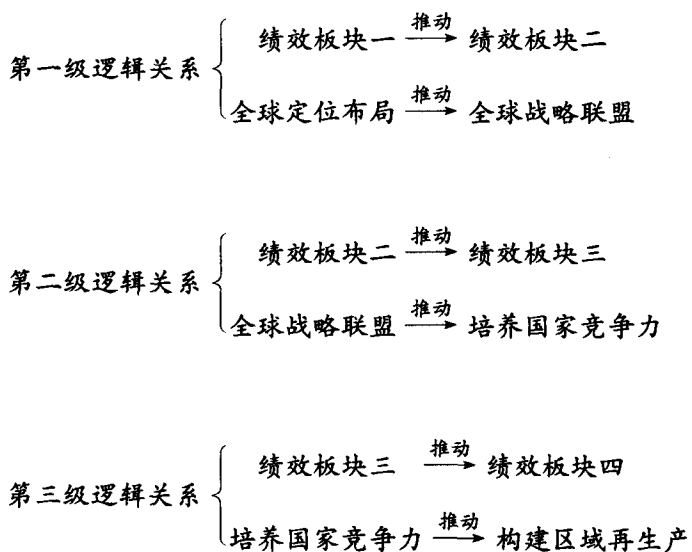 绩效板块一 推动 绩效板块二
第一级逻辑关系
全球定位布局 推动 全球战略联盟
绩效板块二 推动 绩效板块三
第二级逻辑关系
全球战略联盟 推动 培养国家竞争力
绩效板块三 推动 绩效板块四
第三级逻辑关系
培养国家竞争力 推动 构建区域再生产